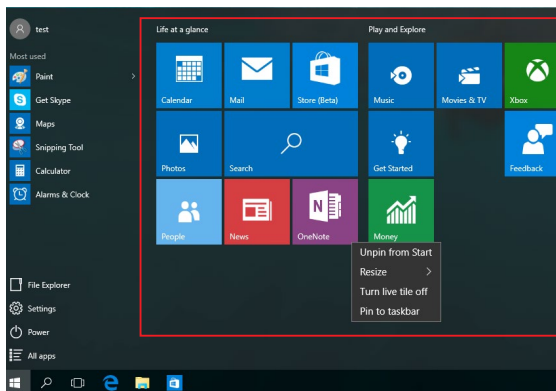 test
Most used
Paint
Get Skype
Maps
Snipping Tool
Calculator
Alarms & Clock
File Explorer
Settings
Power
All apps
Life at a glance
Calendar
Mail
Store (Beta)
Photos
Search
People
News
OneNote
Play and Explore
Music
Movies & TV
Xbox
Get Started
Feedback
Money
Unpin from Start
Resize
Turn live tile off
Pin to taskbar